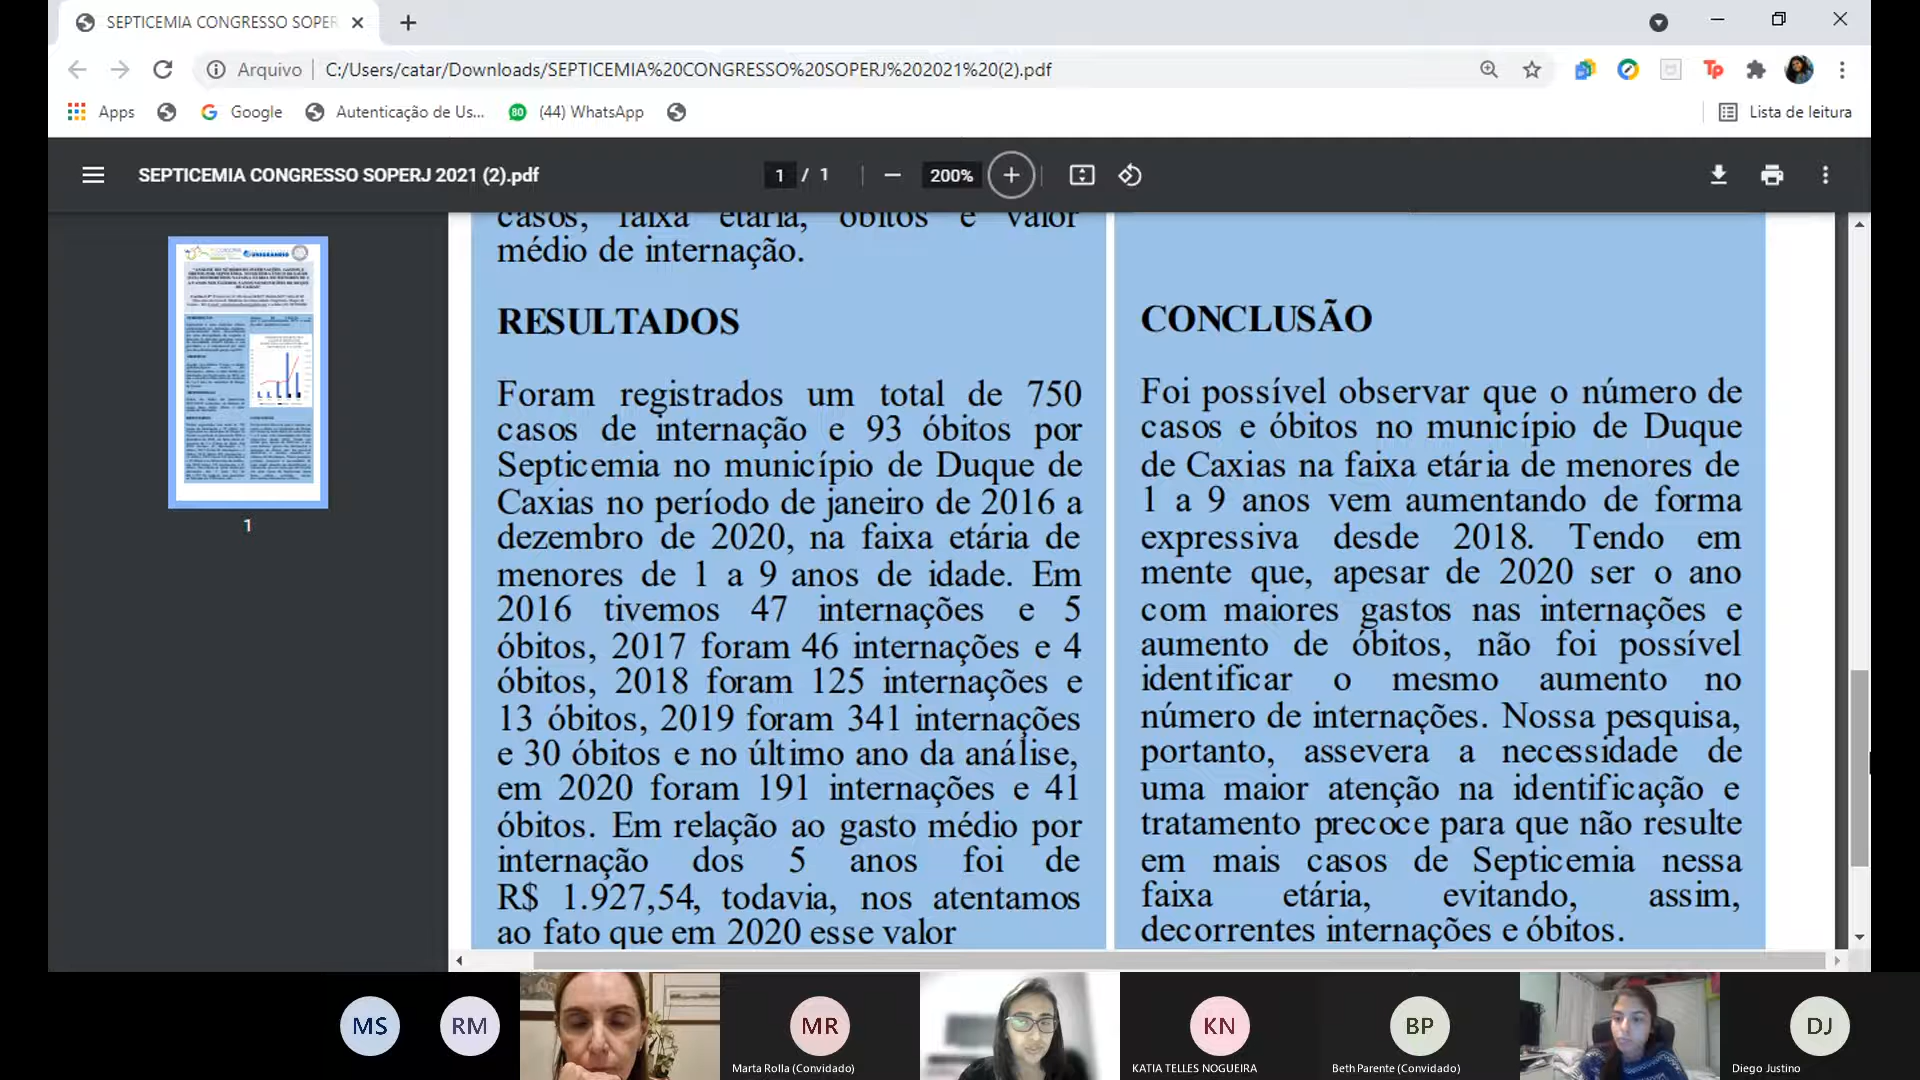 SEPTICEMIA CONGRESSO SOPER
Arquivo
C:/Users/catar/Downloads/SEPTICEMIA%20CONGRESSO%20SOPERJ%202021%20(2).pdf
Apps
Google
Autenticação de Us...
80
(44) WhatsApp
Lista de leitura
SEPTICEMIA CONGRESSO SOPERJ 2021 (2).pdf
1 / 1
200%
1
casos, faixa etária, óbitos e valor
médio de internação.
RESULTADOS
Foram registrados um total de 750
casos de internação e 93 óbitos por
Septicemia no município de Duque de
Caxias no período de janeiro de 2016 a
dezembro de 2020, na faixa etária de
menores de 1 a 9 anos de idade. Em
2016 tivemos 47 internações e 5
óbitos, 2017 foram 46 internações e 4
óbitos, 2018 foram 125 internações e
13 óbitos, 2019 foram 341 internações
e 30 óbitos e no último ano da análise,
em 2020 foram 191 internações e 41
óbitos. Em relação ao gasto médio por
internação dos 5 anos foi de
R$ 1.927,54, todavia, nos atentamos
ao fato que em 2020 esse valor
CONCLUSÃO
Foi possível observar que o número de
casos e óbitos no município de Duque
de Caxias na faixa etária de menores de
1 a 9 anos vem aumentando de forma
expressiva desde 2018. Tendo em
mente que, apesar de 2020 ser o ano
com maiores gastos nas internações e
aumento de óbitos, não foi possível
identificar o mesmo aumento no
número de internações. Nossa pesquisa,
portanto, assevera a necessidade de
uma maior atenção na identificação e
tratamento precoce para que não resulte
em mais casos de Septicemia nessa
faixa etária, evitando, assim,
decorrentes internações e óbitos.
MS
RM
MR
Marta Rolla (Convidado)
KN
KATIA TELLES NOGUEIRA
BP
Beth Parente (Convidado)
DJ
Diego Justino